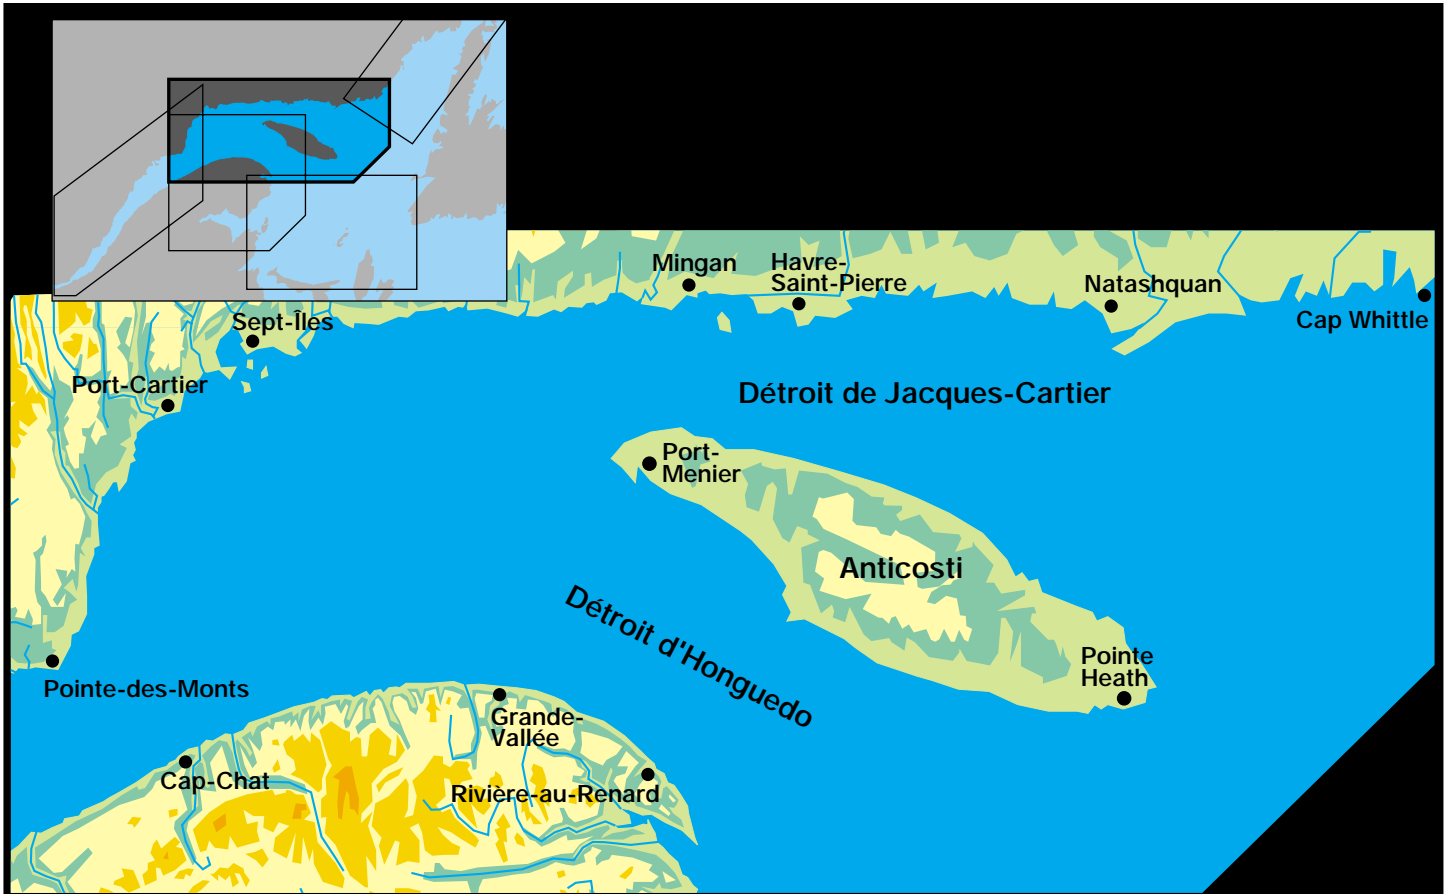 Mingan
Havre-
Saint-Pierre
Natashquan
Cap Whittle
Sept-Îles
Port-Cartier
Détroit de Jacques-Cartier
Port-
Menier
Anticosti
Détroit d'Honguedo
Pointe
Heath
Pointe-des-Monts
Grande-
Vallée
Cap-Chat
Rivière-au-Renard